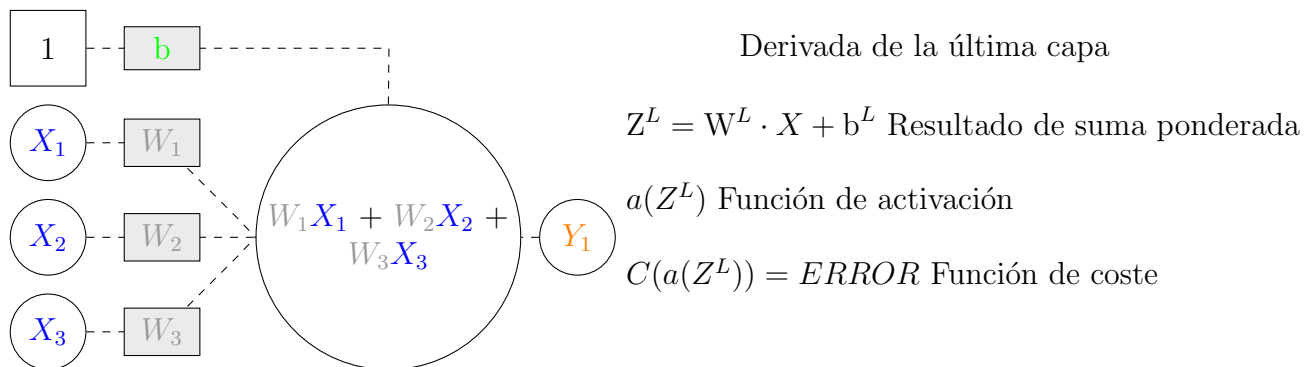 1
b
Derivada de la última capa
X₁
W₁
Z^L = W^L · X + b^L Resultado de suma ponderada
W₁X₁ + W₂X₂ +
W₃X₃
a(Z^L) Función de activación
X₂
W₂
Y₁
C(a(Z^L)) = ERROR Función de coste
X₃
W₃